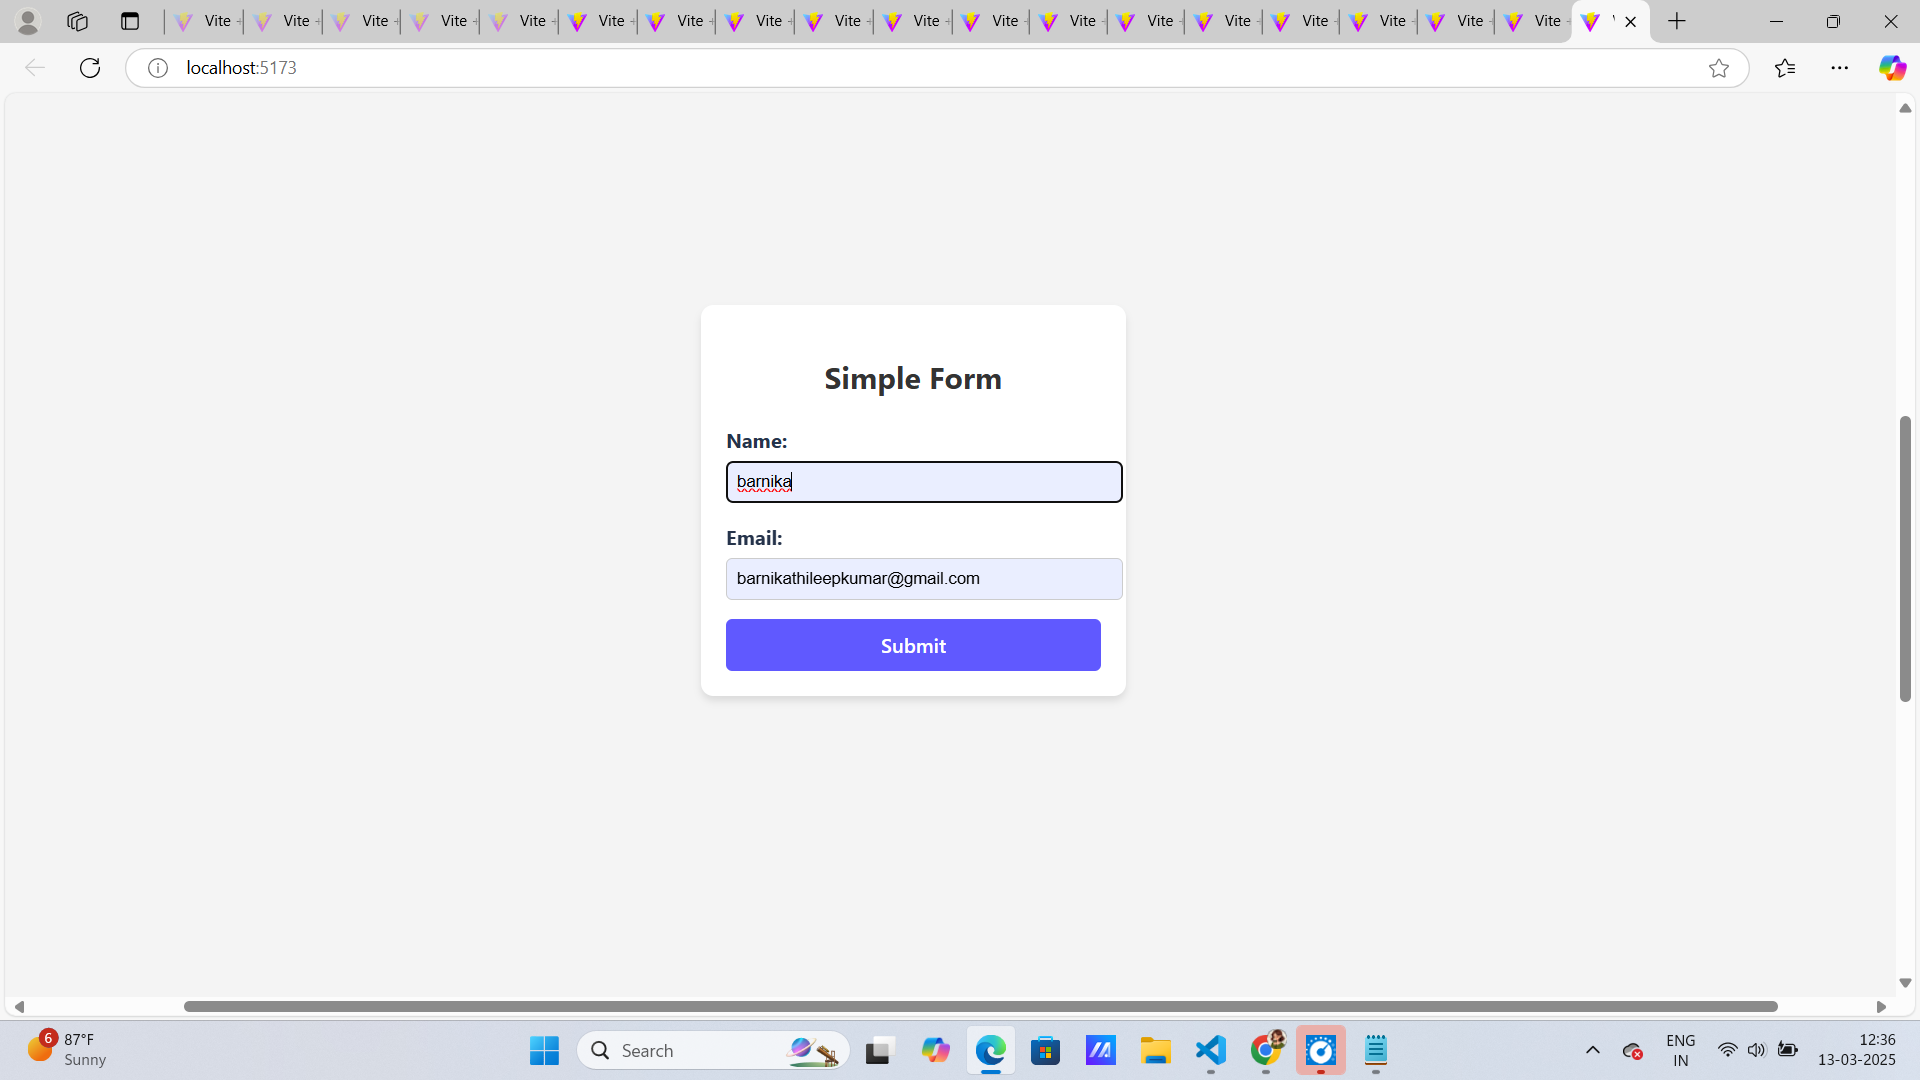 Vite Vite Vite Vite Vite Vite Vite Vite Vite Vite Vite Vite Vite Vite Vite Vite Vite Vite
localhost:5173
Simple Form
Name:
barnika
Email:
barnikathileepkumar@gmail.com
Submit
6
87°F
Sunny
Search
ENG
IN
12:36
13-03-2025